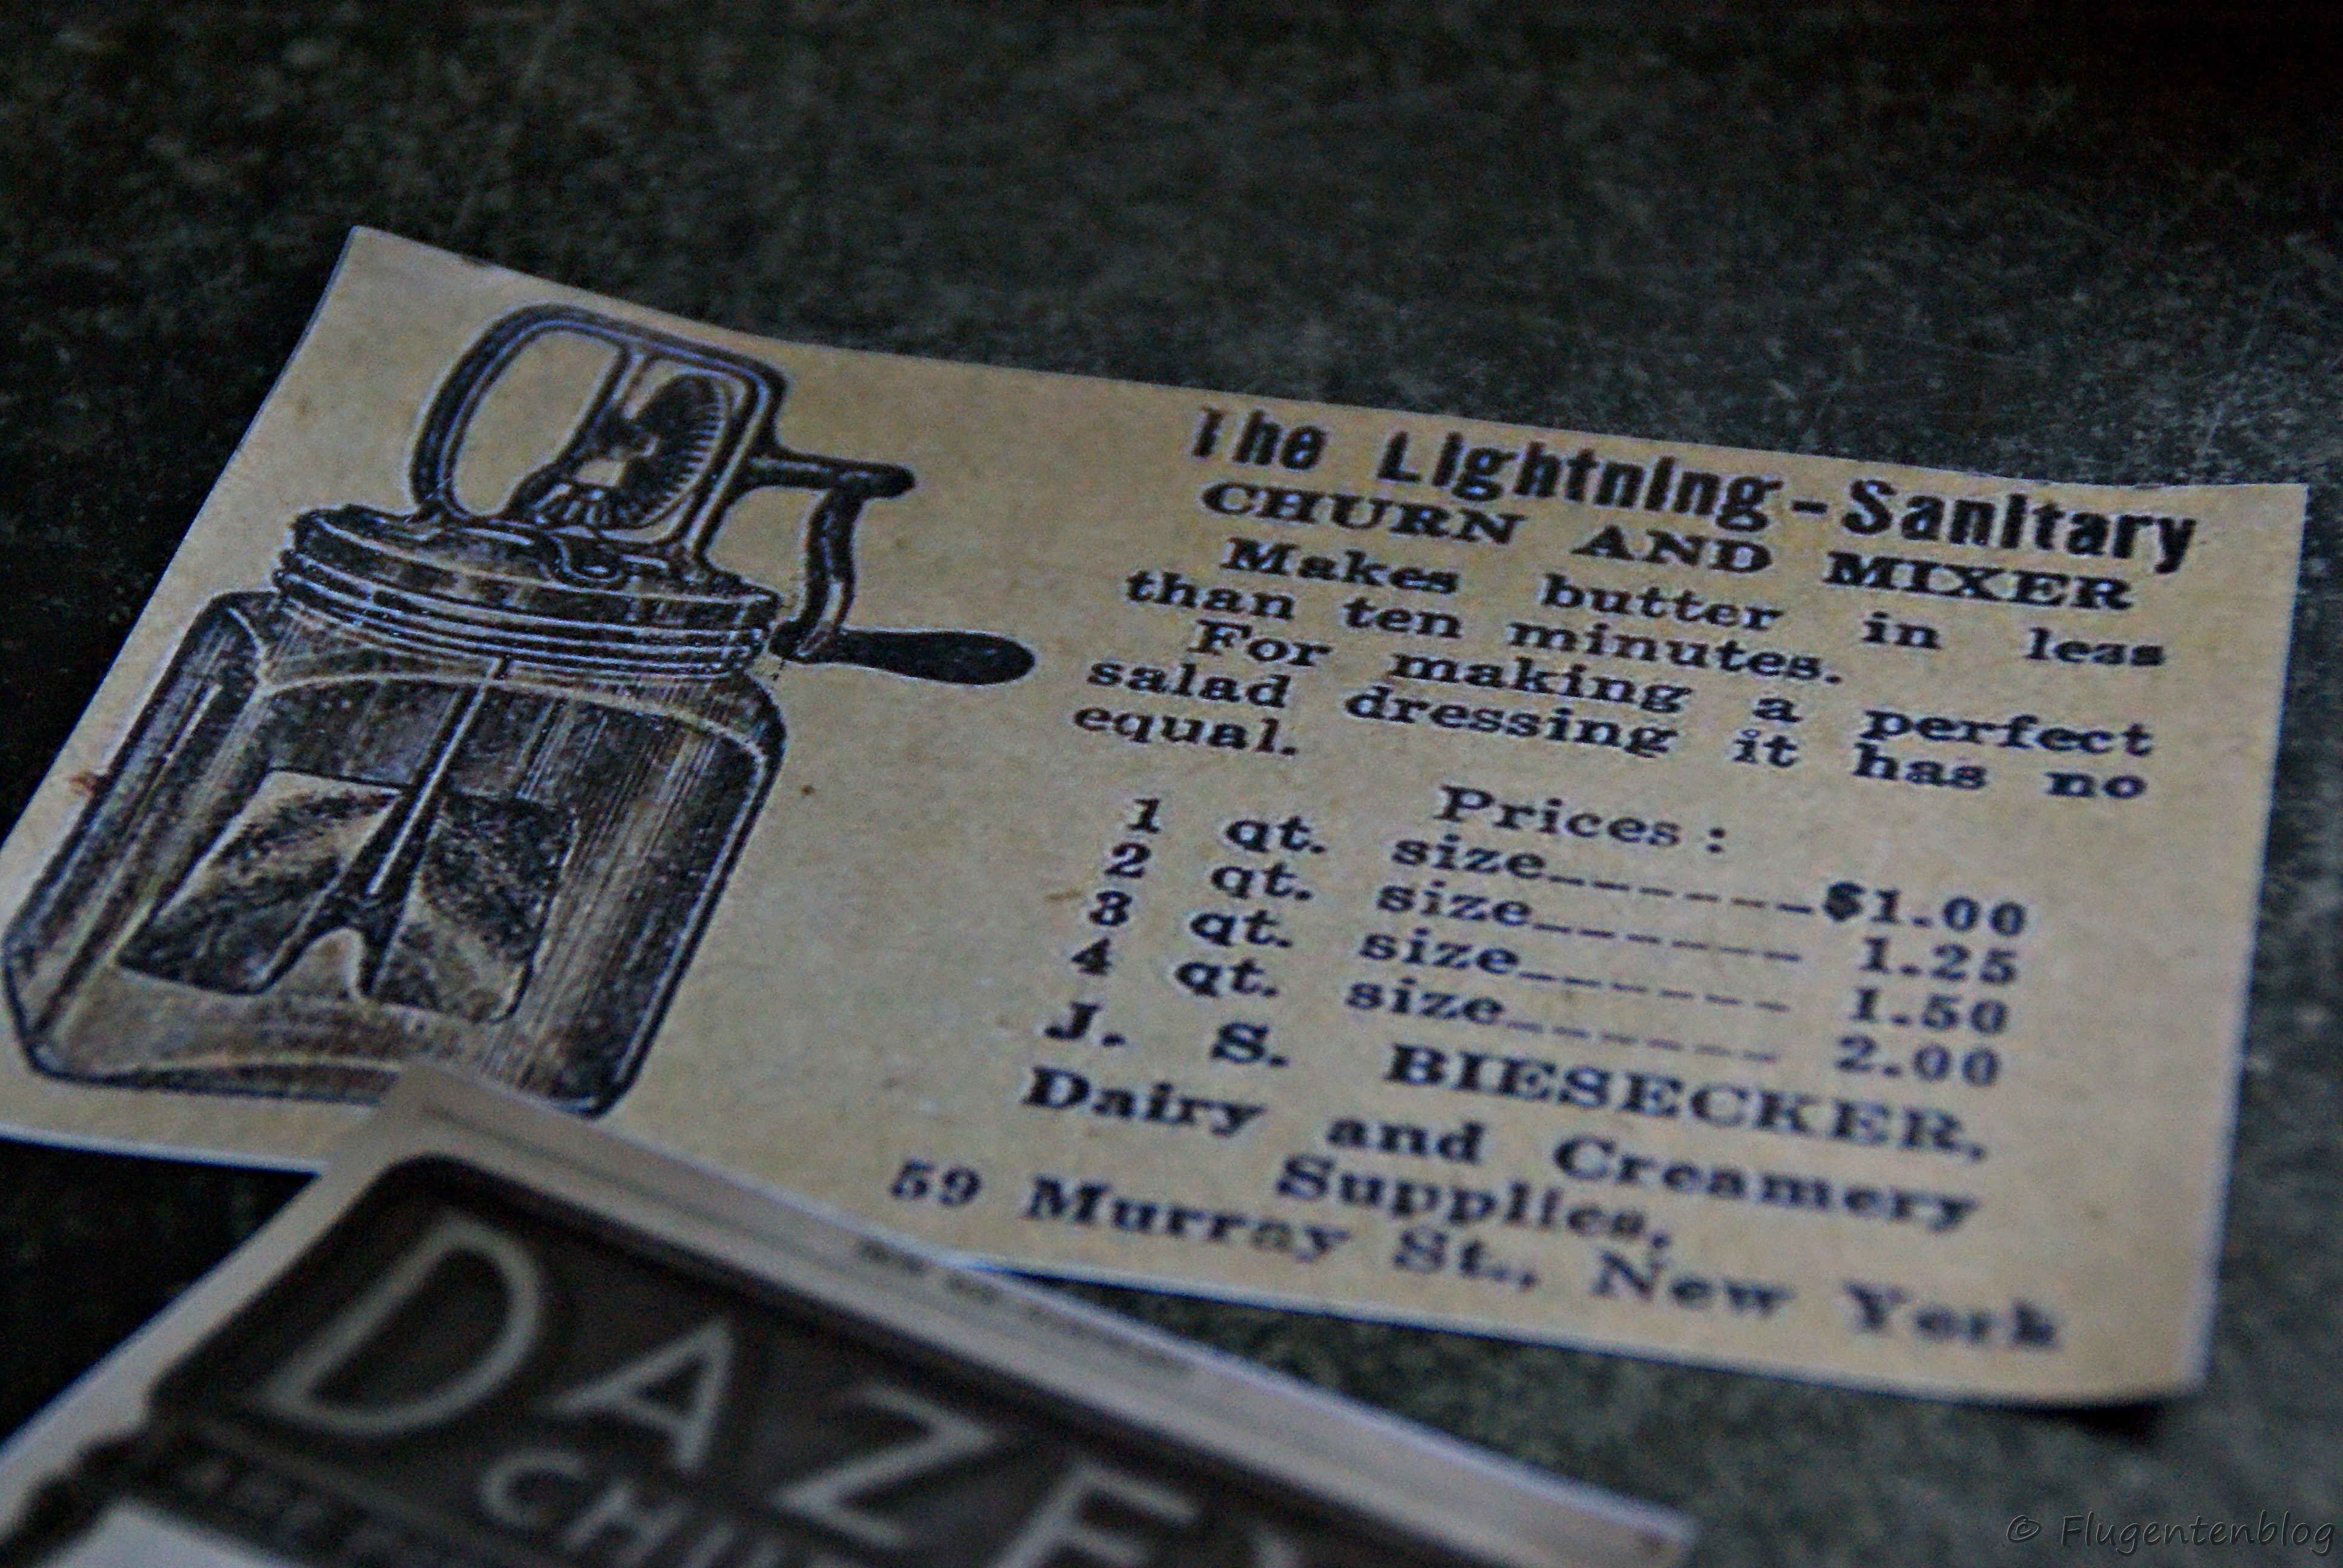 The Lightning-Sanitary
CHURN AND MIXER
Makes butter in less
than ten minutes.
For making a perfect
salad dressing it has no
equal.
Prices:
1 qt. size-------$1.00
2 qt. size------- 1.25
3 qt. size------- 1.50
4 qt. size------- 2.00
J. S. BIESECKER,
Dairy and Creamery
Supplies,
59 Murray St., New York
DAZEY
© Flugentenblog